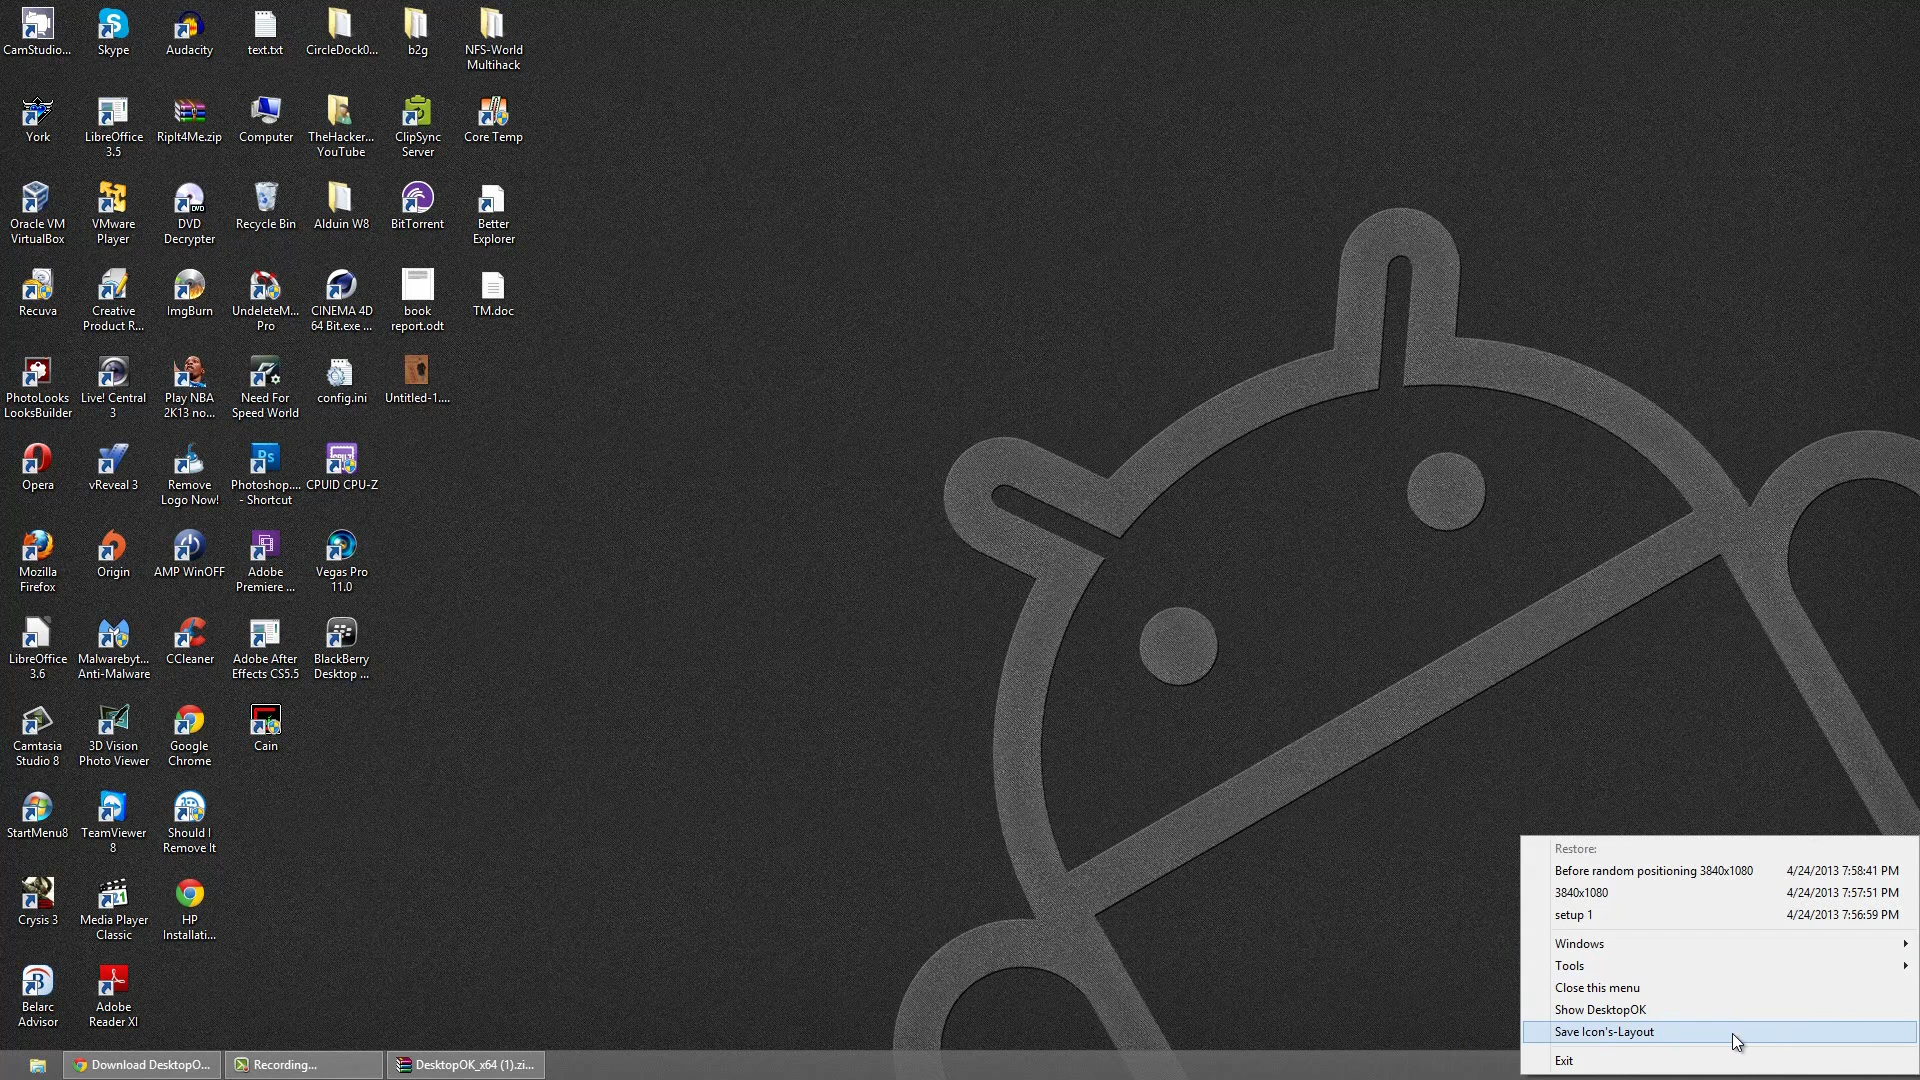 CamStudio...
Skype
Audacity
text.txt
CircleDock0...
b2g
NFS-World
Multihack
York
LibreOffice
3.5
RipIt4Me.zip
Computer
TheHacker...
YouTube
ClipSync
Server
Core Temp
Oracle VM
VirtualBox
VMware
Player
DVD
DVD
Decrypter
Recycle Bin
Alduin W8
BitTorrent
Better
Explorer
Recuva
Creative
Product R...
ImgBurn
UndeleteM...
Pro
CINEMA 4D
64 Bit.exe ...
book
report.odt
TM.doc
PhotoLooks
LooksBuilder
Live! Central
3
Play NBA
2K13 no...
Need For
Speed World
config.ini
Untitled-1....
Opera
vReveal 3
Remove
Logo Now!
Ps
Photoshop....
- Shortcut
CPUID CPU-Z
Mozilla
Firefox
Origin
AMP WinOFF
Adobe
Premiere ...
Vegas Pro
11.0
LibreOffice
3.6
Malwarebyt...
Anti-Malware
CCleaner
Adobe After
Effects CS5.5
BlackBerry
Desktop ...
Camtasia
Studio 8
3D Vision
Photo Viewer
Google
Chrome
Cain
StartMenu8
TeamViewer
8
Should I
Remove It
Crysis 3
Media Player
Classic
HP
Installati...
Belarc
Advisor
Adobe
Reader XI
Restore:
Before random positioning 3840x1080 4/24/2013 7:58:41 PM
3840x1080 4/24/2013 7:57:51 PM
setup 1 4/24/2013 7:56:59 PM
Windows
Tools
Close this menu
Show DesktopOK
Save Icon's-Layout
Exit
Download DesktopO...
Recording...
DesktopOK_x64 (1).zi...